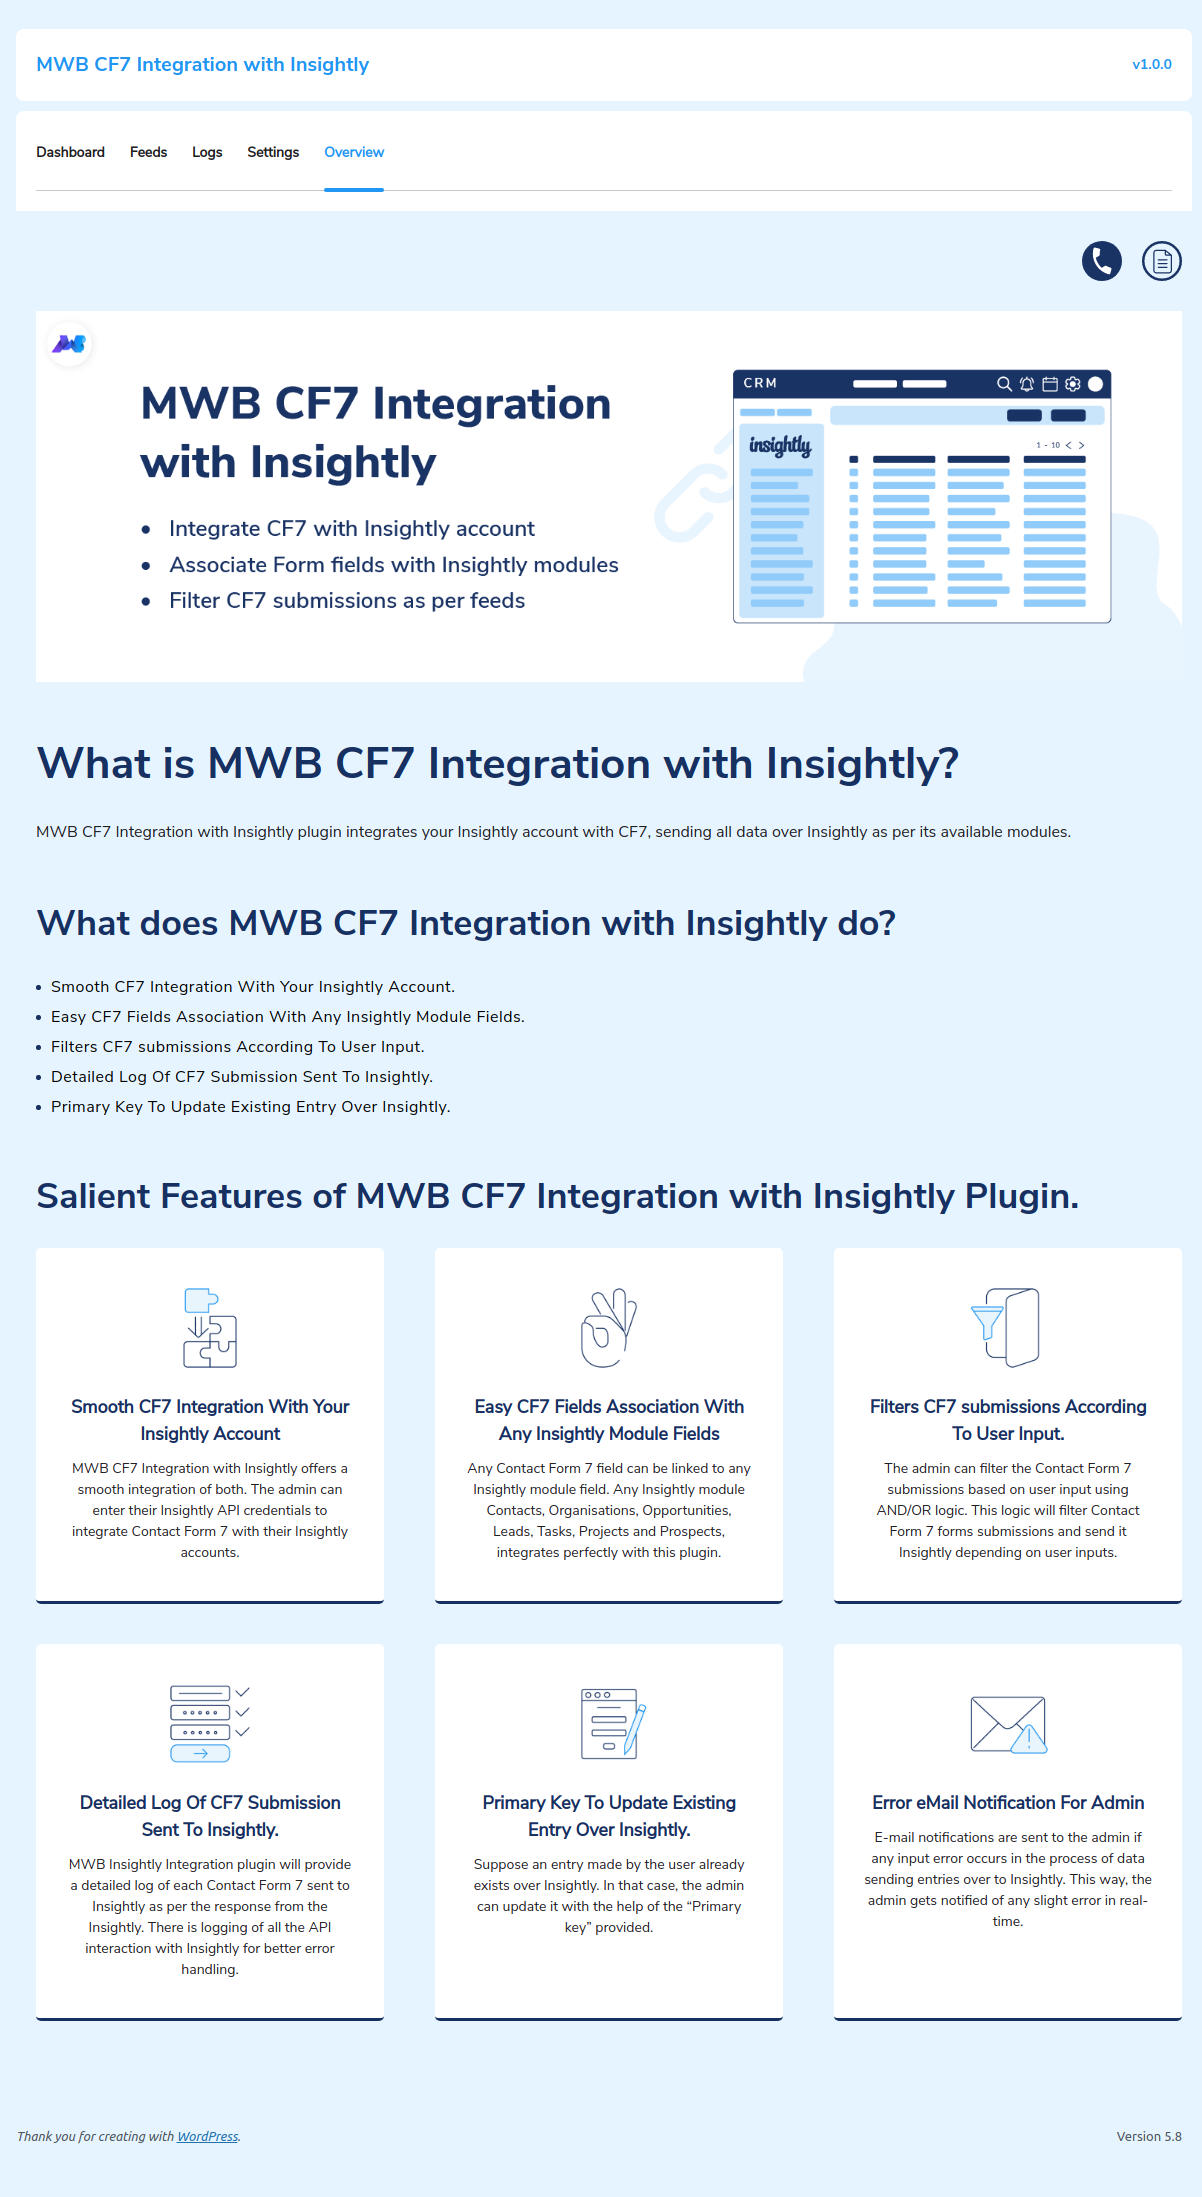 MWB CF7 Integration with Insightly
v1.0.0
Dashboard Feeds Logs Settings Overview
MWB CF7 Integration
with Insightly
• Integrate CF7 with Insightly account
• Associate Form fields with Insightly modules
• Filter CF7 submissions as per feeds
CRM
insightly
1 - 10 < >
What is MWB CF7 Integration with Insightly?
MWB CF7 Integration with Insightly plugin integrates your Insightly account with CF7, sending all data over Insightly as per its available modules.
What does MWB CF7 Integration with Insightly do?
• Smooth CF7 Integration With Your Insightly Account.
• Easy CF7 Fields Association With Any Insightly Module Fields.
• Filters CF7 submissions According To User Input.
• Detailed Log Of CF7 Submission Sent To Insightly.
• Primary Key To Update Existing Entry Over Insightly.
Salient Features of MWB CF7 Integration with Insightly Plugin.
Smooth CF7 Integration With Your
Insightly Account
MWB CF7 Integration with Insightly offers a
smooth integration of both. The admin can
enter their Insightly API credentials to
integrate Contact Form 7 with their Insightly
accounts.
Easy CF7 Fields Association With
Any Insightly Module Fields
Any Contact Form 7 field can be linked to any
Insightly module field. Any Insightly module
Contacts, Organisations, Opportunities,
Leads, Tasks, Projects and Prospects,
integrates perfectly with this plugin.
Filters CF7 submissions According
To User Input.
The admin can filter the Contact Form 7
submissions based on user input using
AND/OR logic. This logic will filter Contact
Form 7 forms submissions and send it
Insightly depending on user inputs.
Detailed Log Of CF7 Submission
Sent To Insightly.
MWB Insightly Integration plugin will provide
a detailed log of each Contact Form 7 sent to
Insightly as per the response from the
Insightly. There is logging of all the API
interaction with Insightly for better error
handling.
Primary Key To Update Existing
Entry Over Insightly.
Suppose an entry made by the user already
exists over Insightly. In that case, the admin
can update it with the help of the “Primary
key” provided.
Error eMail Notification For Admin
E-mail notifications are sent to the admin if
any input error occurs in the process of data
sending entries over to Insightly. This way, the
admin gets notified of any slight error in real-
time.
Thank you for creating with WordPress.
Version 5.8